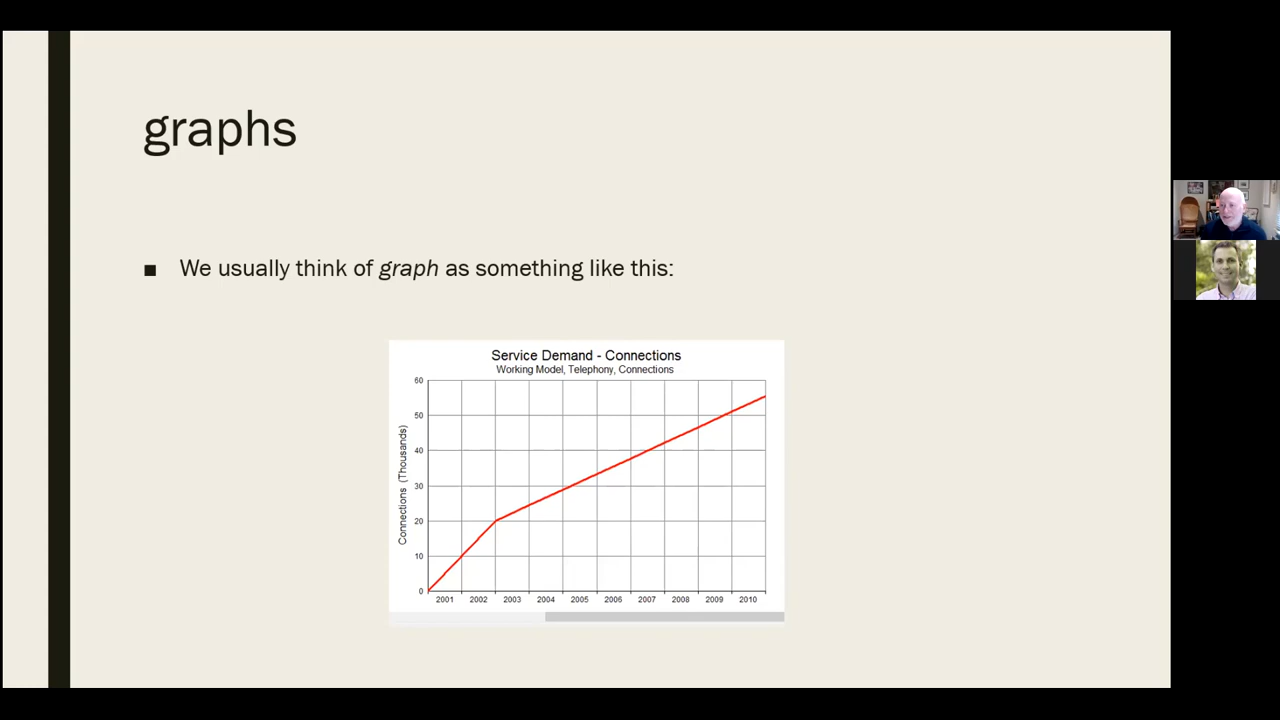 graphs
■ We usually think of graph as something like this:
Service Demand - Connections
Working Model, Telephony, Connections
Connections (Thousands)
60
50
40
30
20
10
0
2001 2002 2003 2004 2005 2006 2007 2008 2009 2010